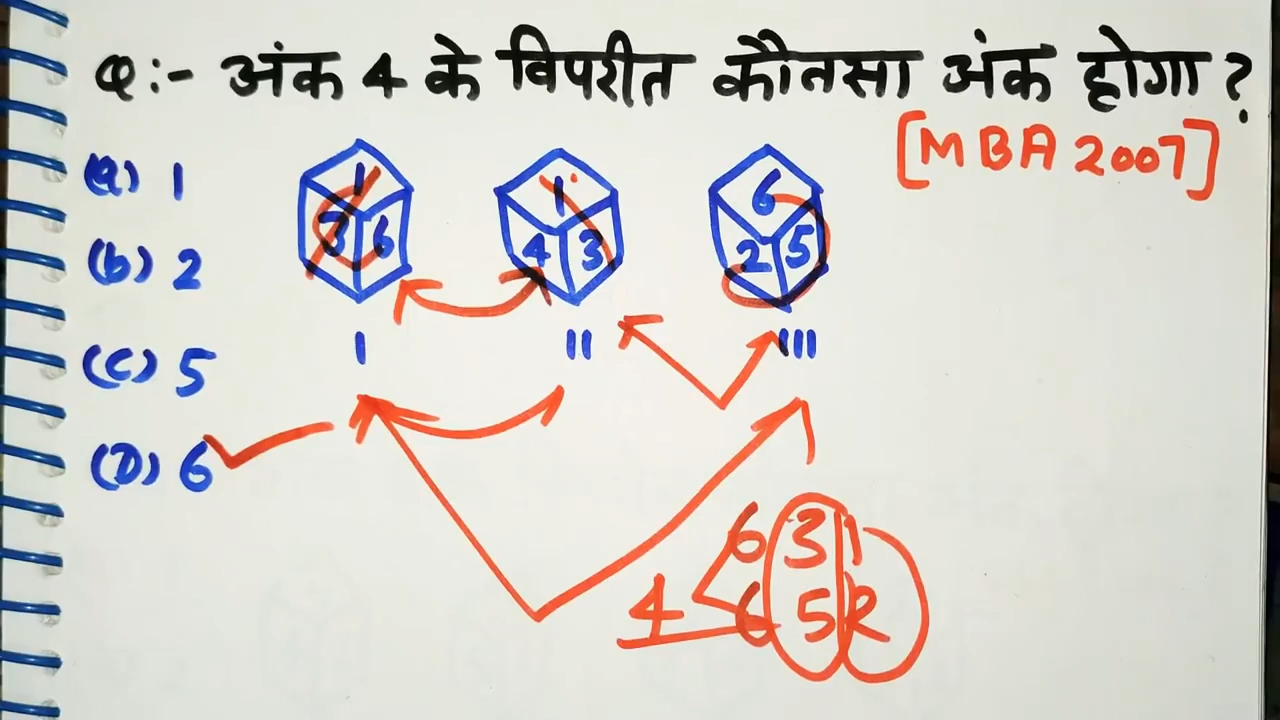 Q:- अंक 4 के विपरीत कौनसा अंक होगा?
[MBA 2007]
(a) 1
(b) 2
(c) 5
(D) 6
1 3 6
1 4 3
6 2 5
I II III
6 3 1
4 6 5 2